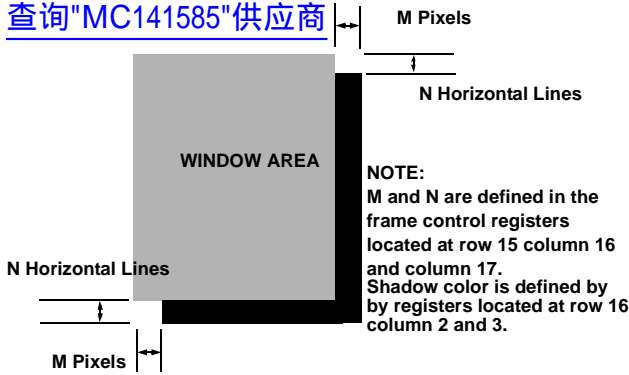 查询"MC141585"供应商
M Pixels
N Horizontal Lines
WINDOW AREA
NOTE:
M and N are defined in the
frame control registers
located at row 15 column 16
and column 17.
Shadow color is defined by
by registers located at row 16
column 2 and 3.
N Horizontal Lines
M Pixels